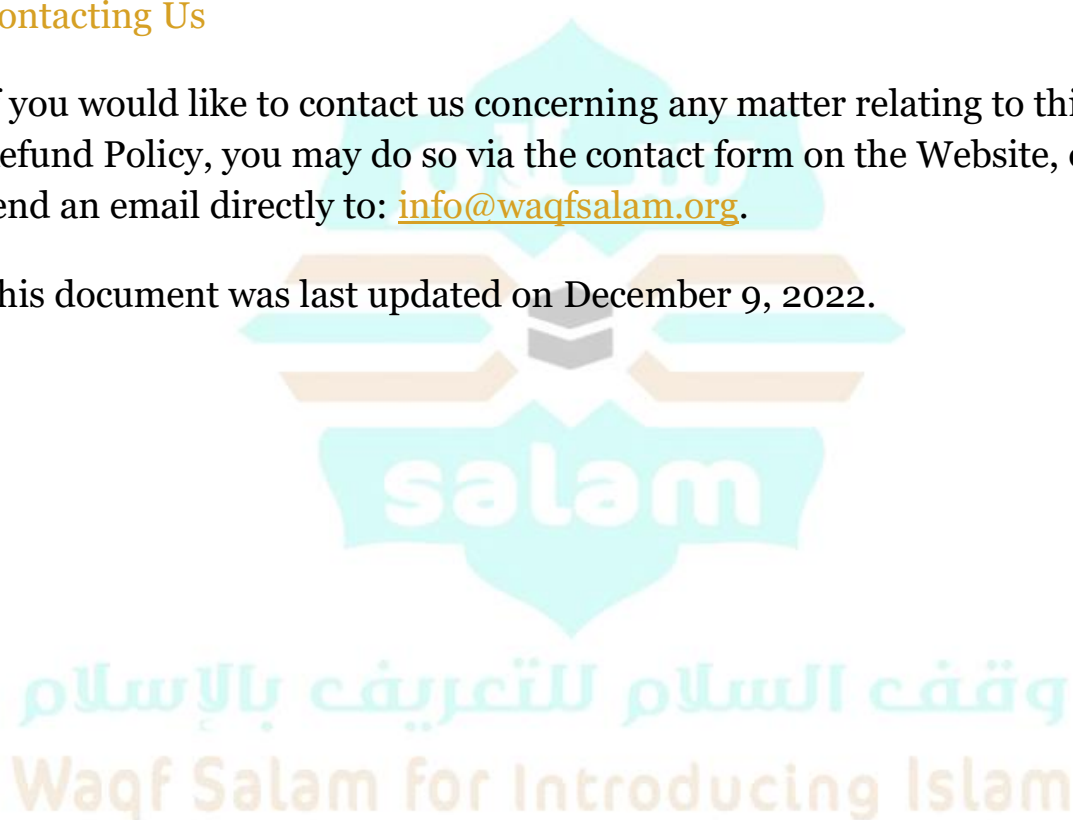 ontacting Us
f you would like to contact us concerning any matter relating to thi
efund Policy, you may do so via the contact form on the Website, o
end an email directly to: info@waqfsalam.org.
his document was last updated on December 9, 2022.
سلام
salam
وقف السلام للتعريف بالإسلام
Waqf Salam for Introducing Islam